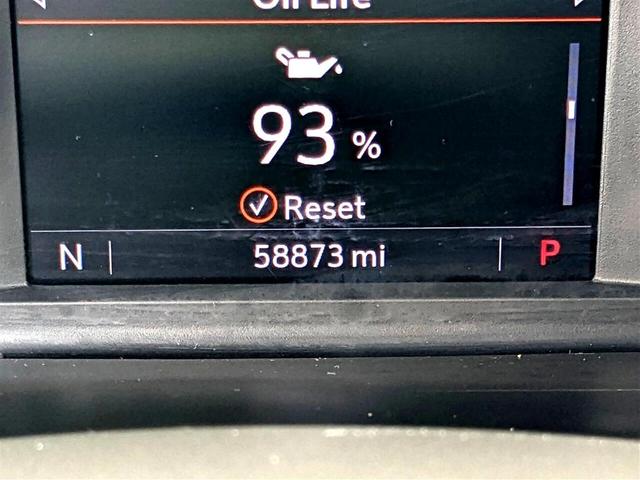 Oil Life
93 %
Reset
N 58873 mi P